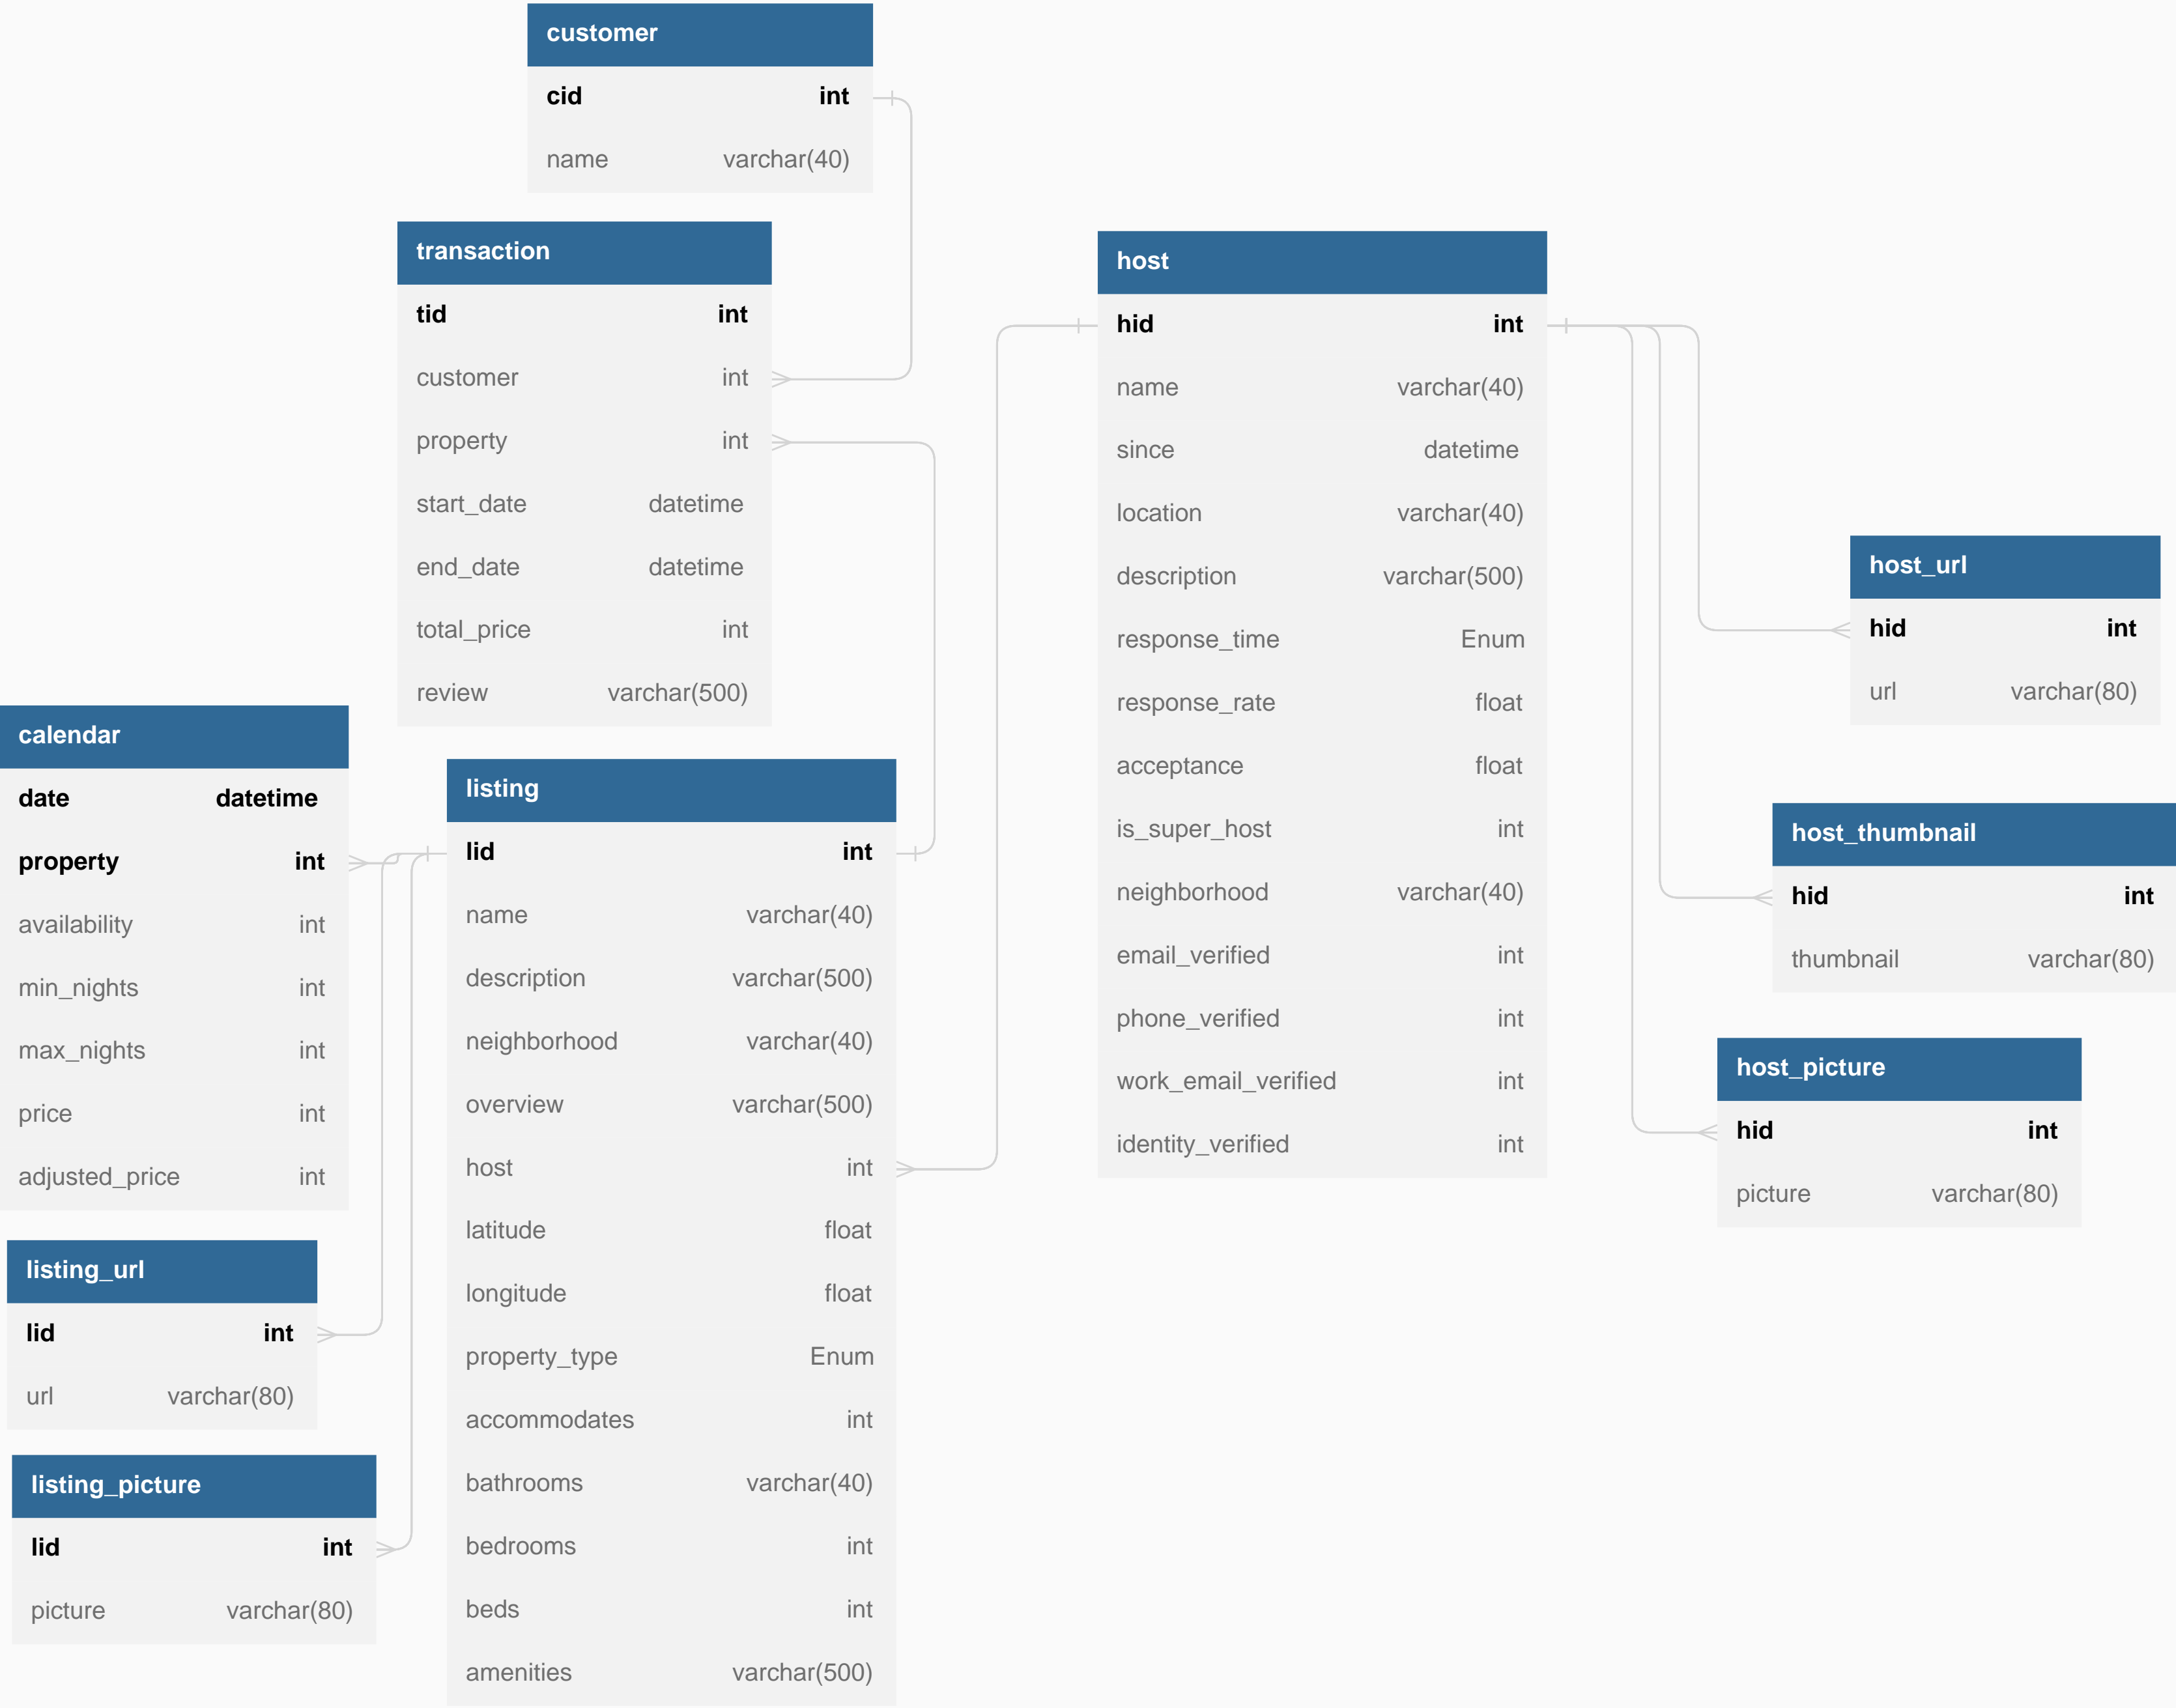 customer
cid int
name varchar(40)
transaction
tid int
customer int
property int
start_date datetime
end_date datetime
total_price int
review varchar(500)
host
hid int
name varchar(40)
since datetime
location varchar(40)
description varchar(500)
response_time Enum
response_rate float
acceptance float
is_super_host int
neighborhood varchar(40)
email_verified int
phone_verified int
work_email_verified int
identity_verified int
host_url
hid int
url varchar(80)
host_thumbnail
hid int
thumbnail varchar(80)
host_picture
hid int
picture varchar(80)
calendar
date datetime
property int
availability int
min_nights int
max_nights int
price int
adjusted_price int
listing
lid int
name varchar(40)
description varchar(500)
neighborhood varchar(40)
overview varchar(500)
host int
latitude float
longitude float
property_type Enum
accommodates int
bathrooms varchar(40)
bedrooms int
beds int
amenities varchar(500)
listing_url
lid int
url varchar(80)
listing_picture
lid int
picture varchar(80)